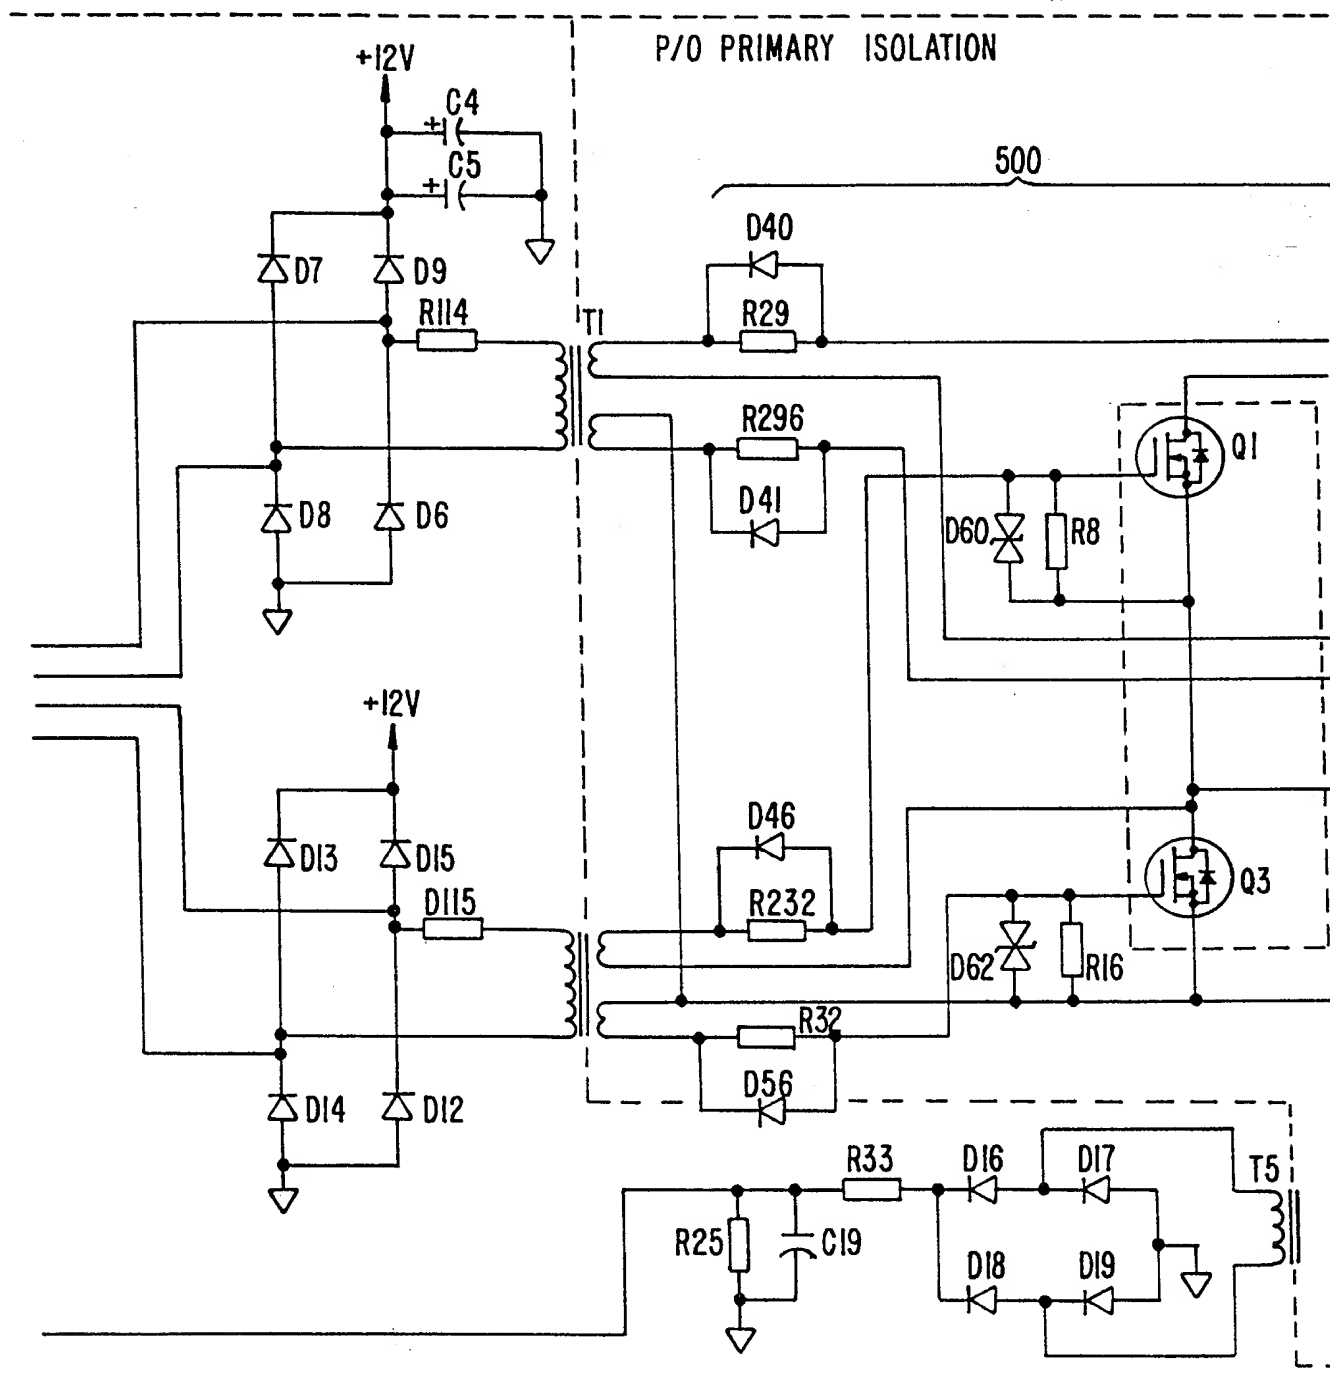 P/O PRIMARY ISOLATION
+12V
C4
+
C5
+
500
D40
D7
D9
R114
T1
R29
R296
Q1
D8
D6
D41
D60
R8
+12V
D46
D13
D15
Q3
D115
R232
D62
R16
R32
D56
D14
D12
R33
D16
D17
T5
R25
C19
D18
D19